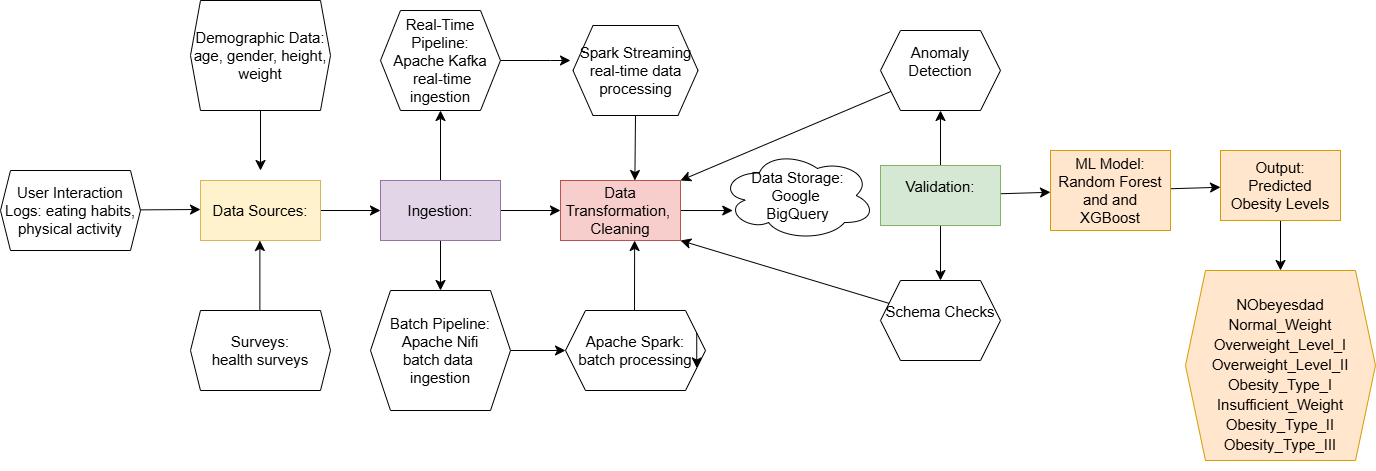 Demographic Data:
age, gender, height,
weight
Real-Time
Pipeline:
Apache Kafka
real-time
ingestion
Spark Streaming
real-time data
processing
Anomaly
Detection
User Interaction
Logs: eating habits,
physical activity
Data Sources:
Ingestion:
Data
Transformation,
Cleaning
Data Storage:
Google
BigQuery
Validation:
ML Model:
Random Forest
and and
XGBoost
Output:
Predicted
Obesity Levels
Surveys:
health surveys
Batch Pipeline:
Apache Nifi
batch data
ingestion
Apache Spark:
batch processing
Schema Checks
NObeyesdad
Normal_Weight
Overweight_Level_I
Overweight_Level_II
Obesity_Type_I
Insufficient_Weight
Obesity_Type_II
Obesity_Type_III